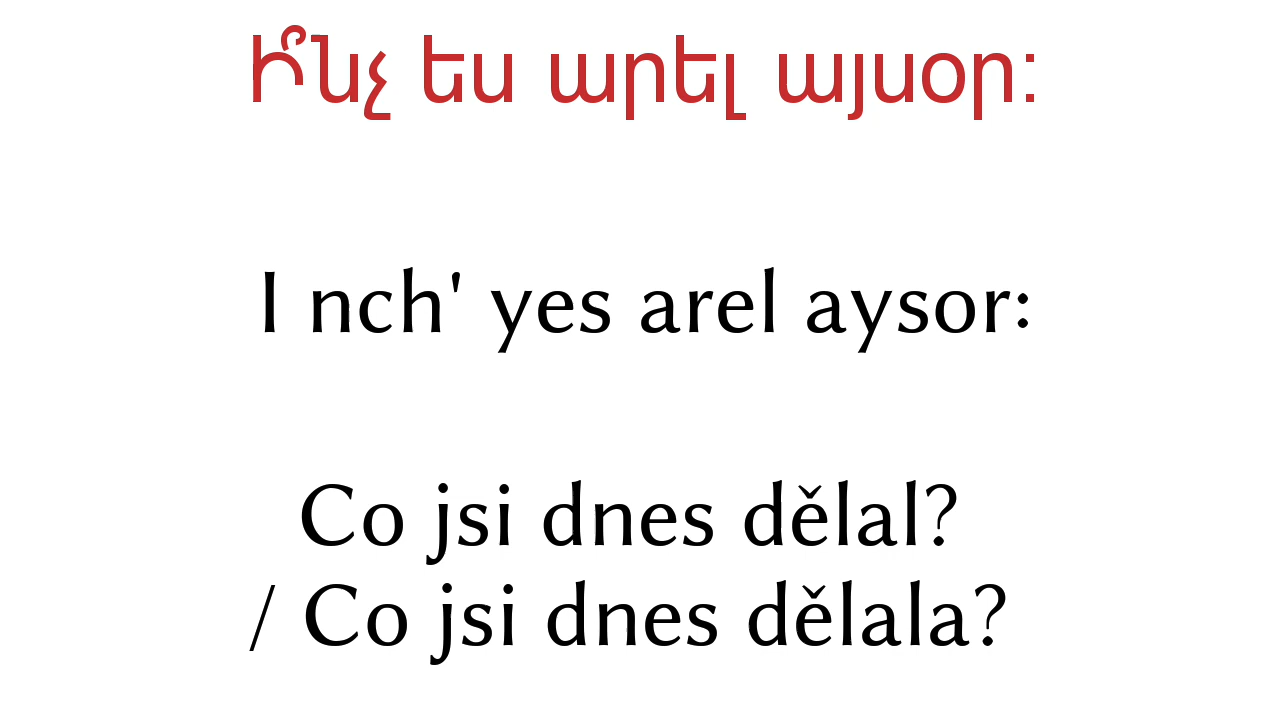 Ի՞նչ ես արել այսօր:
I nch' yes arel aysor:
Co jsi dnes dělal?
/ Co jsi dnes dělala?